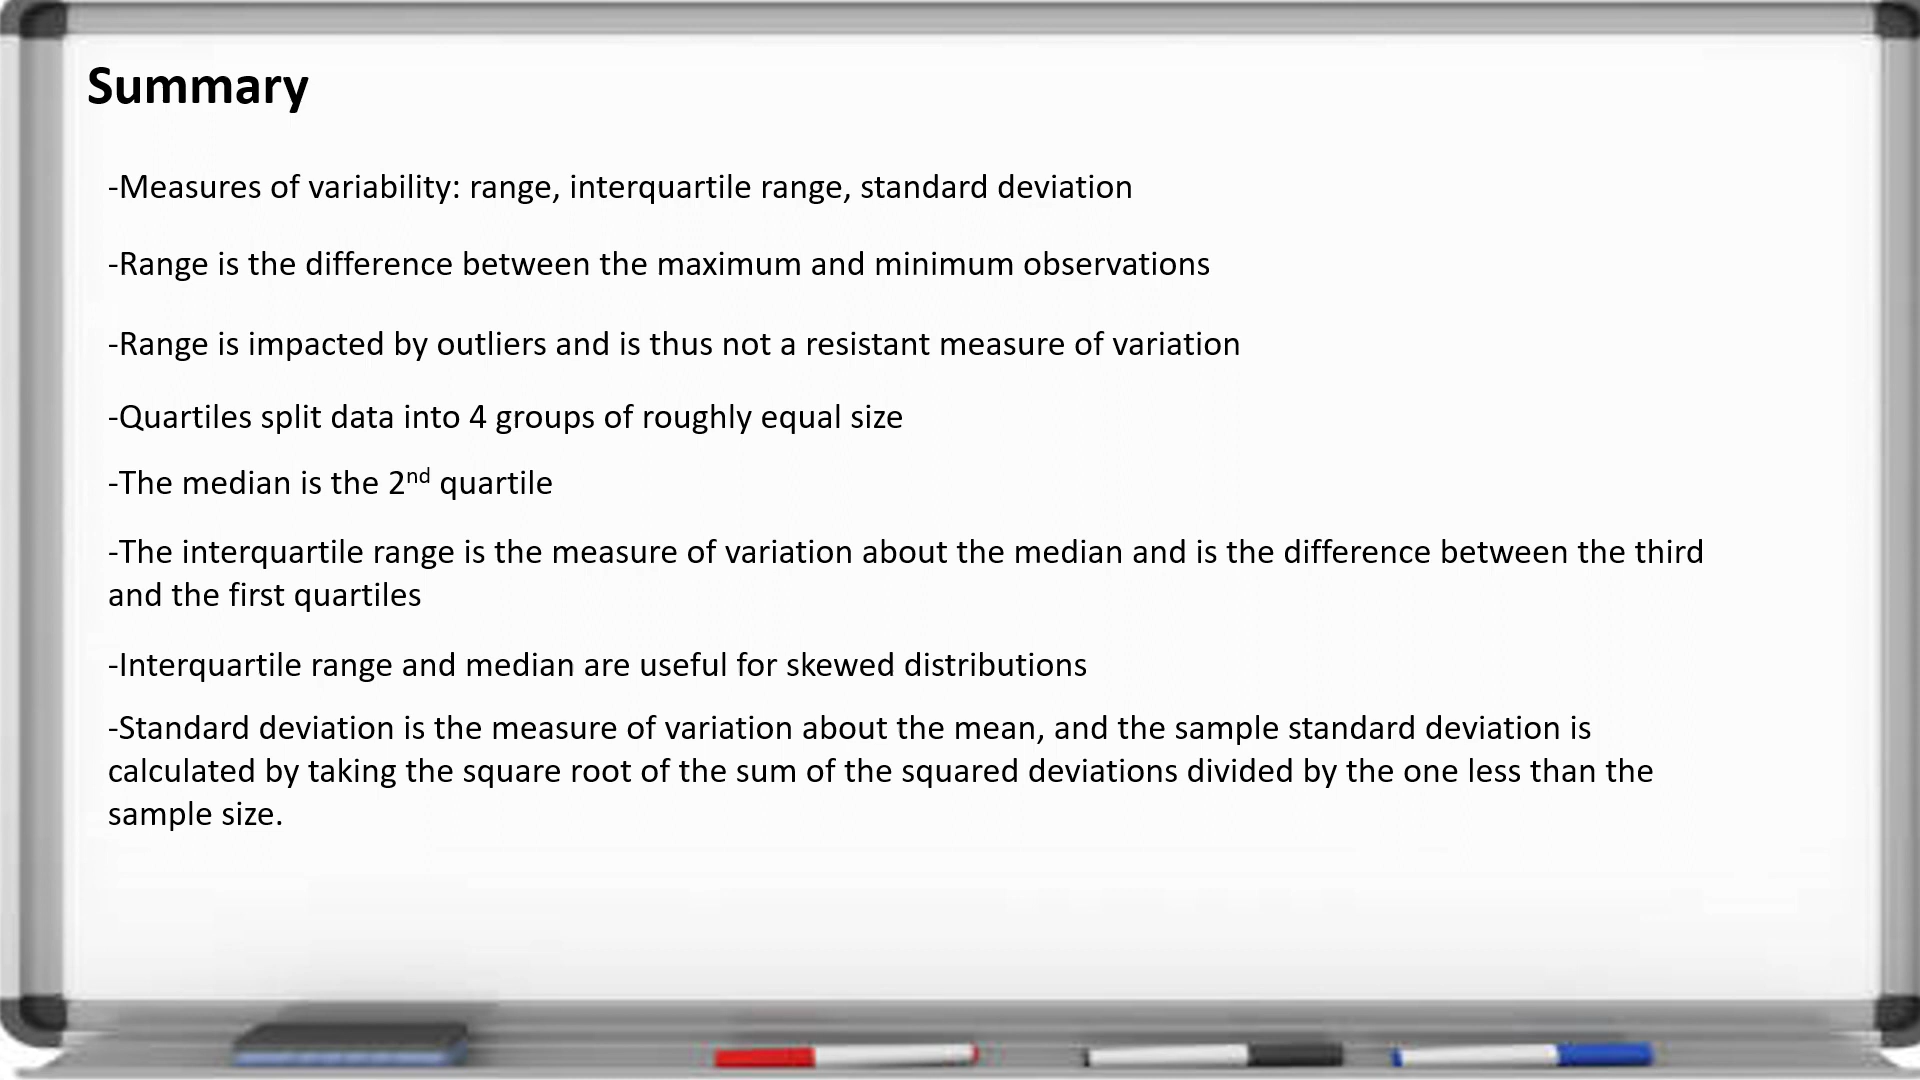 Summary
-Measures of variability: range, interquartile range, standard deviation
-Range is the difference between the maximum and minimum observations
-Range is impacted by outliers and is thus not a resistant measure of variation
-Quartiles split data into 4 groups of roughly equal size
-The median is the 2nd quartile
-The interquartile range is the measure of variation about the median and is the difference between the third
and the first quartiles
-Interquartile range and median are useful for skewed distributions
-Standard deviation is the measure of variation about the mean, and the sample standard deviation is
calculated by taking the square root of the sum of the squared deviations divided by the one less than the
sample size.